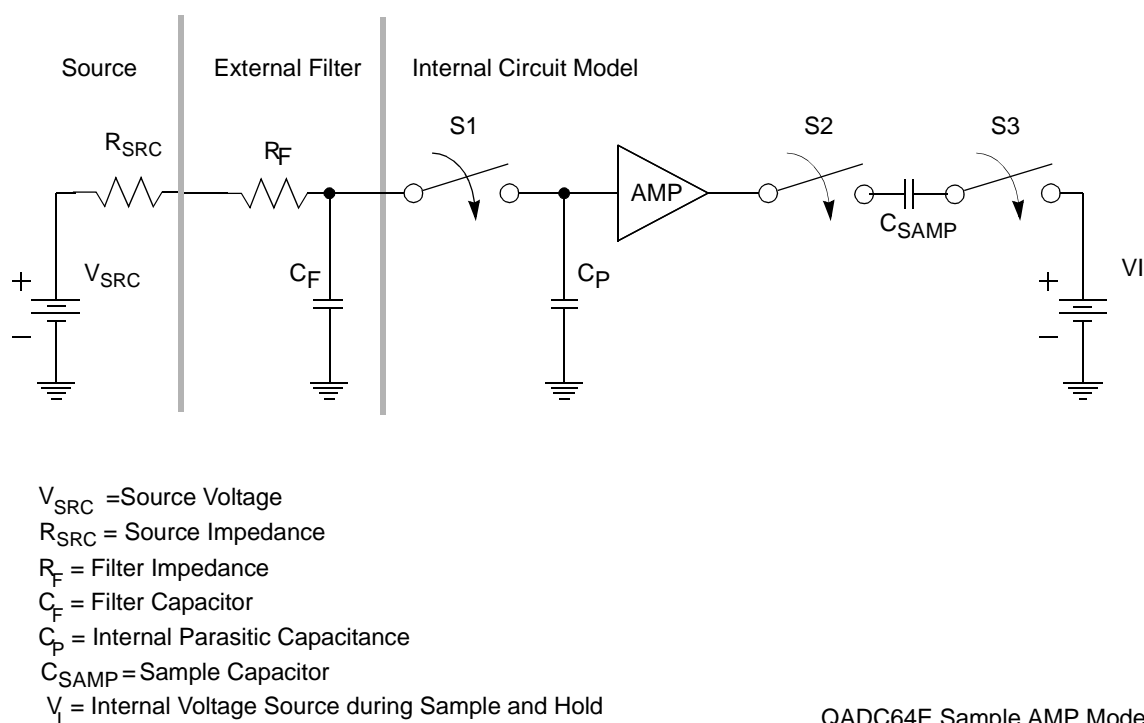 Source
External Filter
Internal Circuit Model
S1
S2
S3
RSRC
RF
AMP
CSAMP
VSRC
CF
CP
VI
+
−
+
−
VSRC =Source Voltage
RSRC = Source Impedance
RF = Filter Impedance
CF = Filter Capacitor
CP = Internal Parasitic Capacitance
CSAMP = Sample Capacitor
VI = Internal Voltage Source during Sample and Hold
QADC64E Sample AMP Mode